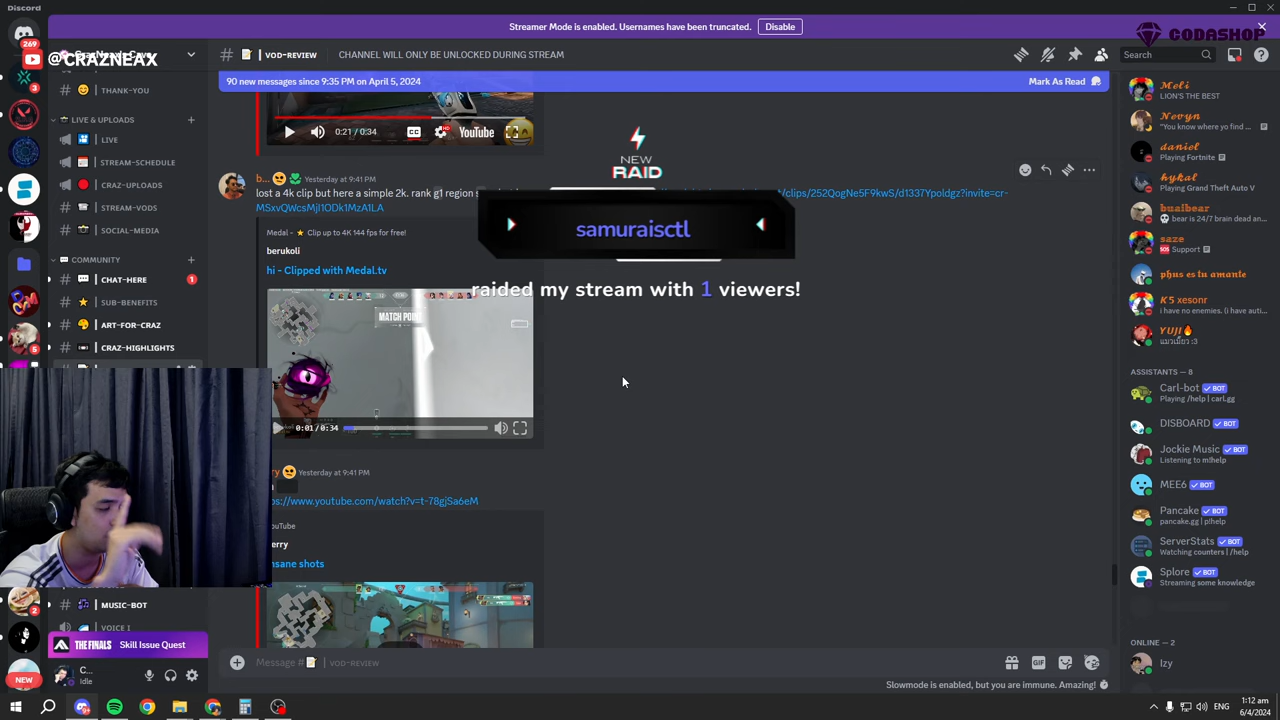 Discord
Streamer Mode is enabled. Usernames have been truncated.
Disable
CODASHOP
269
@CRAZNEAX
VOD-REVIEW
CHANNEL WILL ONLY BE UNLOCKED DURING STREAM
Search
90 new messages since 9:35 PM on April 5, 2024
Mark As Read
THANK-YOU
LIVE & UPLOADS
LIVE
STREAM-SCHEDULE
CRAZ-UPLOADS
STREAM-VODS
SOCIAL-MEDIA
COMMUNITY
CHAT-HERE
1
SUB-BENEFITS
ART-FOR-CRAZ
CRAZ-HIGHLIGHTS
3
5
0:21 / 0:34
CC
YouTube
NEW
RAID
b...
Yesterday at 9:41 PM
lost a 4k clip but here a simple 2k. rank g1 region
/clips/252QogNe5F9kwS/d1337Ypoldgz?invite=cr-
MSxvQWcsMjI1ODk1MzA1LA
samuraisctl
raided my stream with 1 viewers!
Medal - ⭐ Clip up to 4K 144 fps for free!
berukoli
hi - Clipped with Medal.tv
MATCH POINT
0:01 / 0:34
Yesterday at 9:41 PM
ps://www.youtube.com/watch?v=t-78gjSa6eM
ouTube
erry
nsane shots
2
MUSIC-BOT
VOICE I
THE FINALS
Skill Issue Quest
NEW
C...
Idle
Message #
VOD-REVIEW
GIF
Slowmode is enabled, but you are immune. Amazing!
Meli
LION'S THE BEST
Nevyn
"You know where yo find ...
daniel
Playing Fortnite
hykal
Playing Grand Theft Auto V
buaibear
bear is 24/7 brain dead an...
saze
SOS Support
phus es tu amante
K5 xesonr
i have no enemies. (i have auti...
YUJI🔥
แมวเมี้ยว :3
ASSISTANTS — 8
Carl-bot
BOT
Playing /help | carl.gg
DISBOARD
BOT
Jockie Music
BOT
Listening to m!help
MEE6
BOT
Pancake
BOT
pancake.gg | p!help
ServerStats
BOT
Watching counters | /help
Splore
BOT
Streaming some knowledge
ONLINE — 2
Izy
1:12 am
6/4/2024